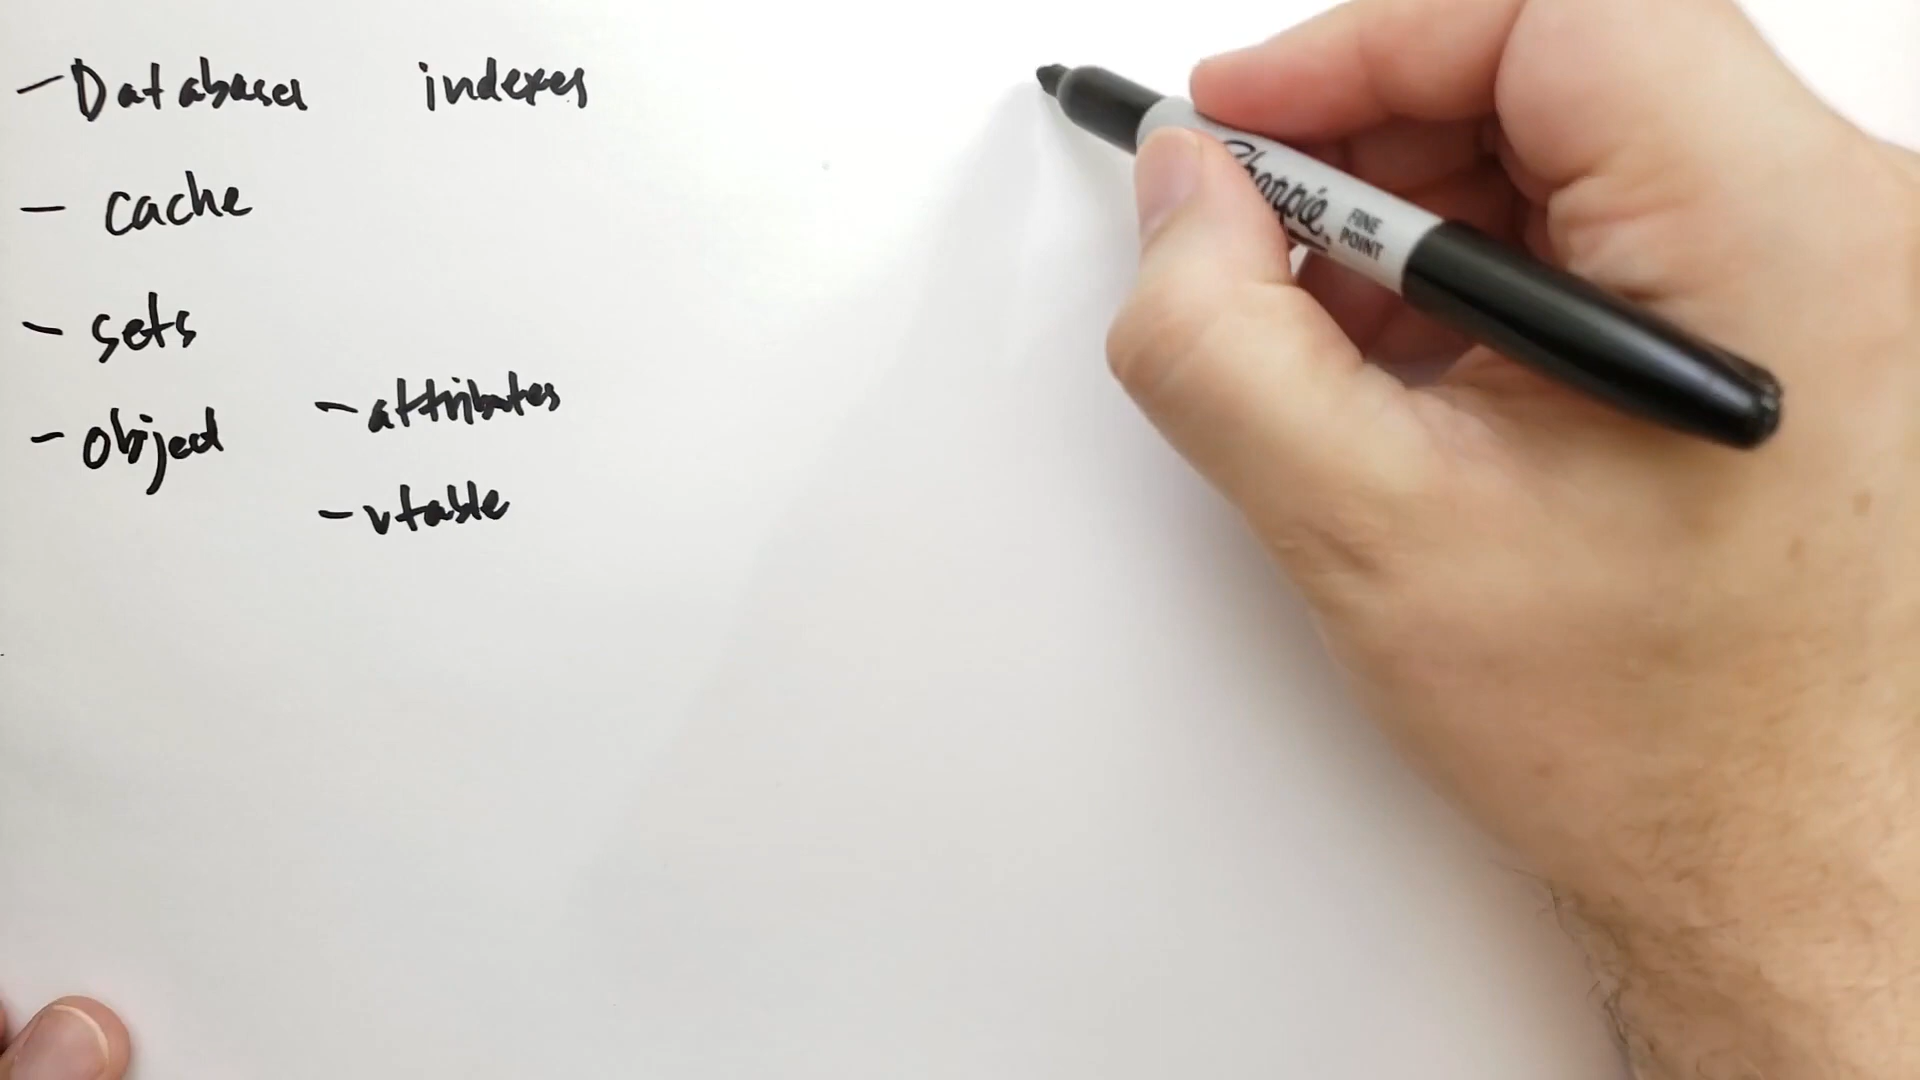 - Databases indexes
- cache
- sets
- object
- attributes
- vtable
Sharpie.
FINE
POINT